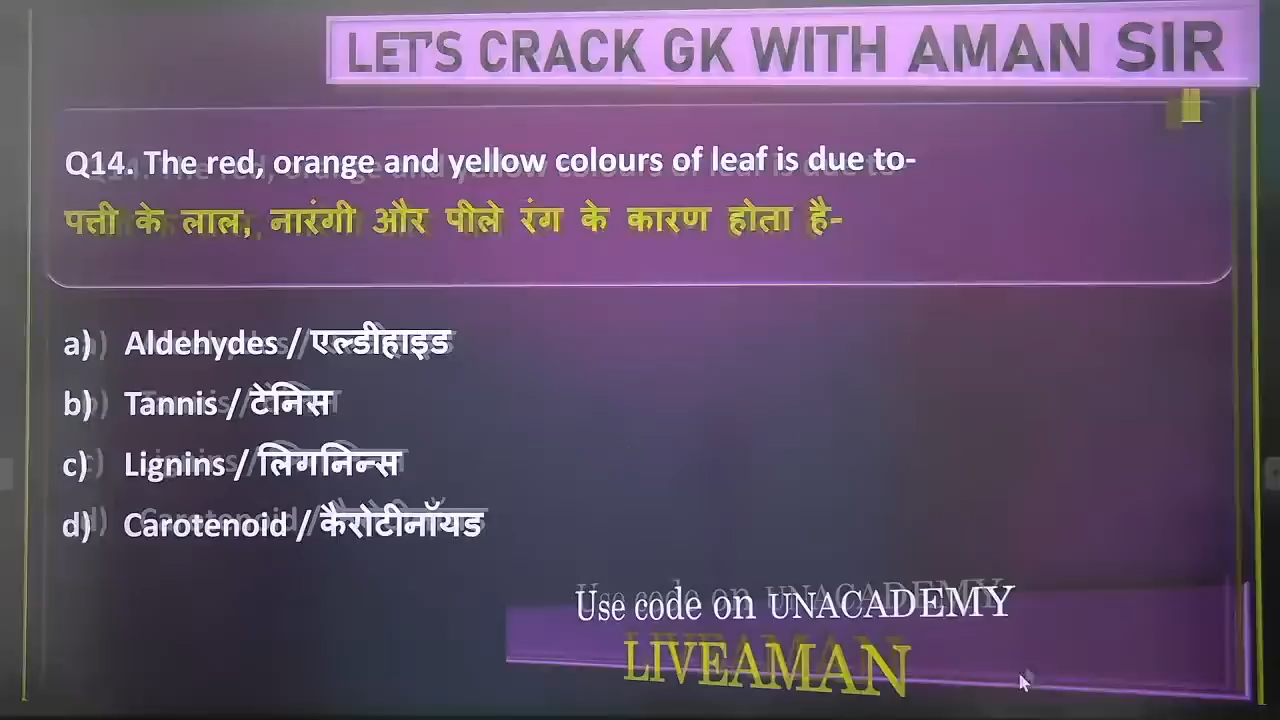 LET'S CRACK GK WITH AMAN SIR
Q14. The red, orange and yellow colours of leaf is due to-
पत्ती के लाल, नारंगी और पीले रंग के कारण होता है-
a) Aldehydes / एल्डीहाइड
b) Tannis / टेनिस
c) Lignins / लिगनिन्स
d) Carotenoid / कैरोटीनॉयड
Use code on UNACADEMY
LIVEAMAN